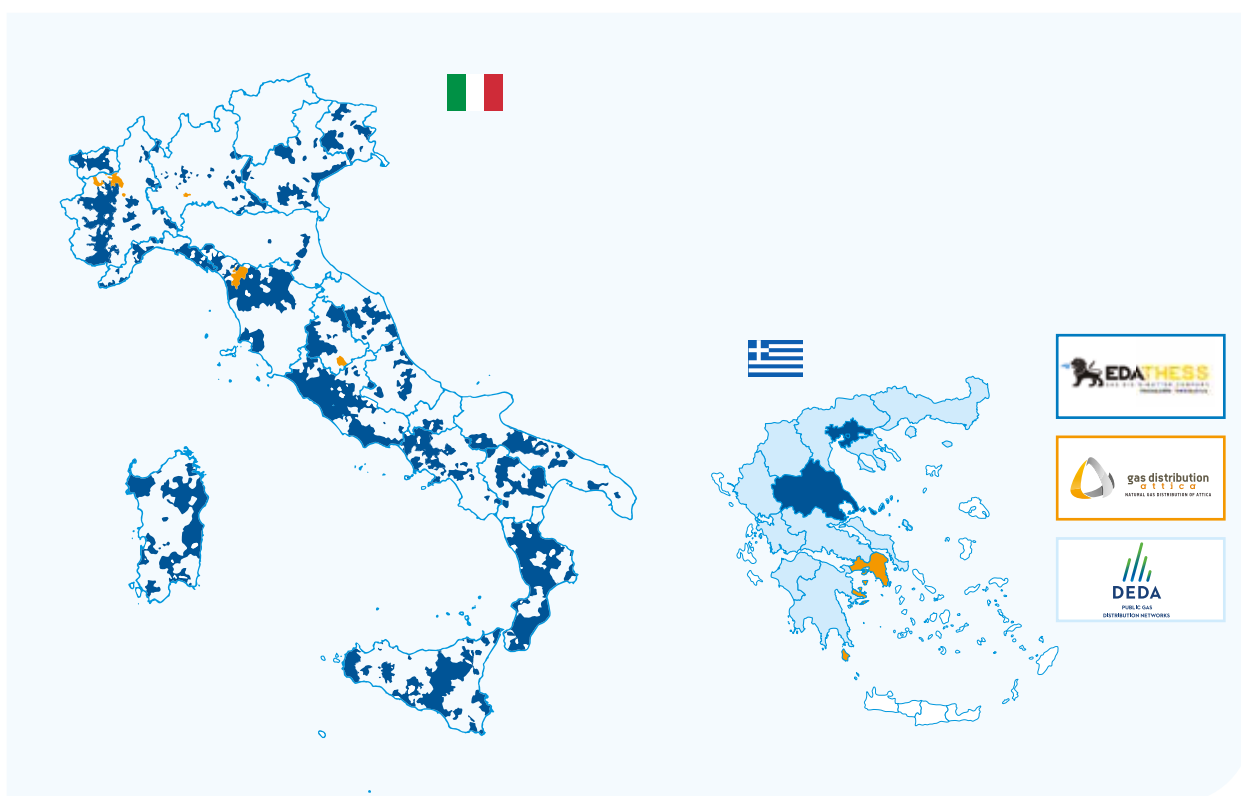 EDATHESS
gas distribution
attica
NATURAL GAS DISTRIBUTION OF ATTICA
DEDA
PUBLIC GAS
DISTRIBUTION NETWORKS